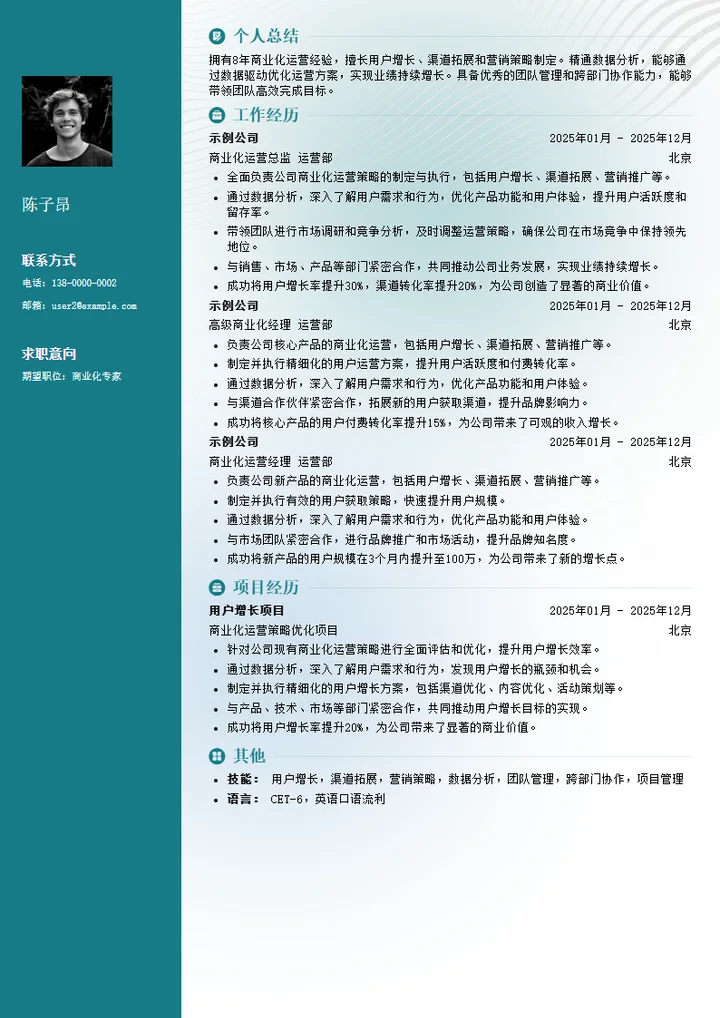 陈子昂
联系方式
电话：138-0000-0002
邮箱：user2@example.com
求职意向
期望职位：商业化专家
个人总结
拥有8年商业化运营经验，擅长用户增长、渠道拓展和营销策略制定。精通数据分析，能够通
过数据驱动优化运营方案，实现业绩持续增长。具备优秀的团队管理和跨部门协作能力，能够
带领团队高效完成目标。
工作经历
示例公司 2025年01月 - 2025年12月
商业化运营总监 运营部 北京
• 全面负责公司商业化运营策略的制定与执行，包括用户增长、渠道拓展、营销推广等。
• 通过数据分析，深入了解用户需求和行为，优化产品功能和用户体验，提升用户活跃度和
留存率。
• 带领团队进行市场调研和竞争分析，及时调整运营策略，确保公司在市场竞争中保持领先
地位。
• 与销售、市场、产品等部门紧密合作，共同推动公司业务发展，实现业绩持续增长。
• 成功将用户增长率提升30%，渠道转化率提升20%，为公司创造了显著的商业价值。
示例公司 2025年01月 - 2025年12月
高级商业化经理 运营部 北京
• 负责公司核心产品的商业化运营，包括用户增长、渠道拓展、营销推广等。
• 制定并执行精细化的用户运营方案，提升用户活跃度和付费转化率。
• 通过数据分析，深入了解用户需求和行为，优化产品功能和用户体验。
• 与渠道合作伙伴紧密合作，拓展新的用户获取渠道，提升品牌影响力。
• 成功将核心产品的用户付费转化率提升15%，为公司带来了可观的收入增长。
示例公司 2025年01月 - 2025年12月
商业化运营经理 运营部 北京
• 负责公司新产品的商业化运营，包括用户增长、渠道拓展、营销推广等。
• 制定并执行有效的用户获取策略，快速提升用户规模。
• 通过数据分析，深入了解用户需求和行为，优化产品功能和用户体验。
• 与市场团队紧密合作，进行品牌推广和市场活动，提升品牌知名度。
• 成功将新产品的用户规模在3个月内提升至100万，为公司带来了新的增长点。
项目经历
用户增长项目 2025年01月 - 2025年12月
商业化运营策略优化项目 北京
• 针对公司现有商业化运营策略进行全面评估和优化，提升用户增长效率。
• 通过数据分析，深入了解用户需求和行为，发现用户增长的瓶颈和机会。
• 制定并执行精细化的用户增长方案，包括渠道优化、内容优化、活动策划等。
• 与产品、技术、市场等部门紧密合作，共同推动用户增长目标的实现。
• 成功将用户增长率提升20%，为公司带来了显著的商业价值。
其他
• 技能： 用户增长，渠道拓展，营销策略，数据分析，团队管理，跨部门协作，项目管理
• 语言： CET-6，英语口语流利